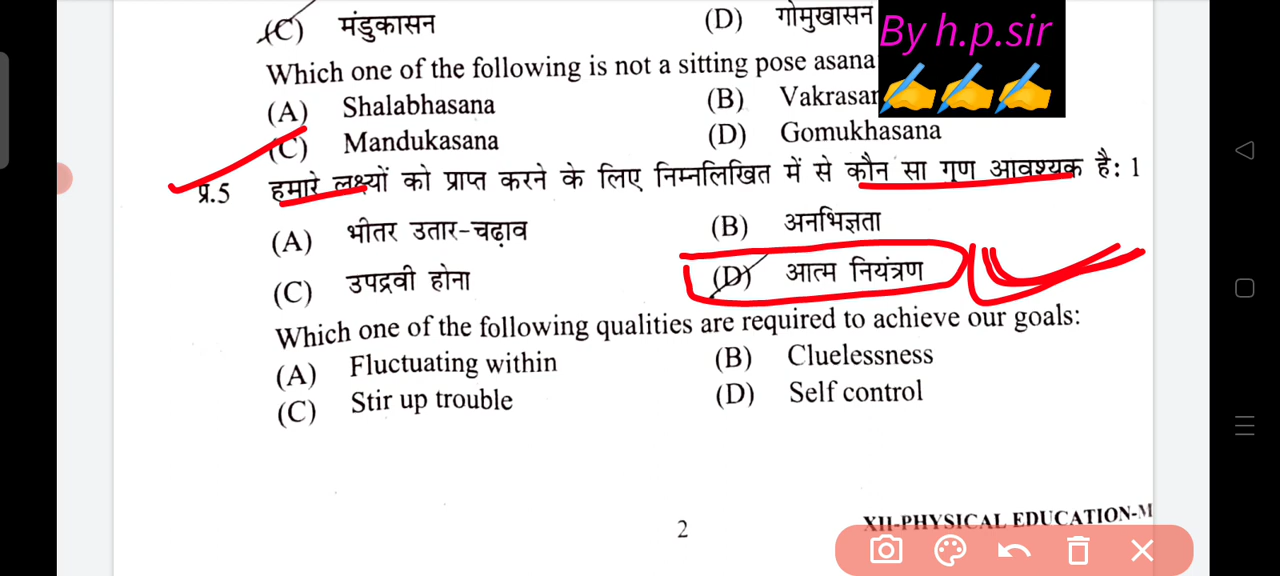 (C) मंडुकासन (D) गोमुखासन
By h.p.sir
Which one of the following is not a sitting pose asana
(A) Shalabhasana (B) Vakrasan
(C) Mandukasana (D) Gomukhasana
प्र.5 हमारे लक्ष्यों को प्राप्त करने के लिए निम्नलिखित में से कौन सा गुण आवश्यक है: 1
(A) भीतर उतार-चढ़ाव (B) अनभिज्ञता
(C) उपद्रवी होना (D) आत्म नियंत्रण
Which one of the following qualities are required to achieve our goals:
(A) Fluctuating within (B) Cluelessness
(C) Stir up trouble (D) Self control
2
XII-PHYSICAL EDUCATION-M